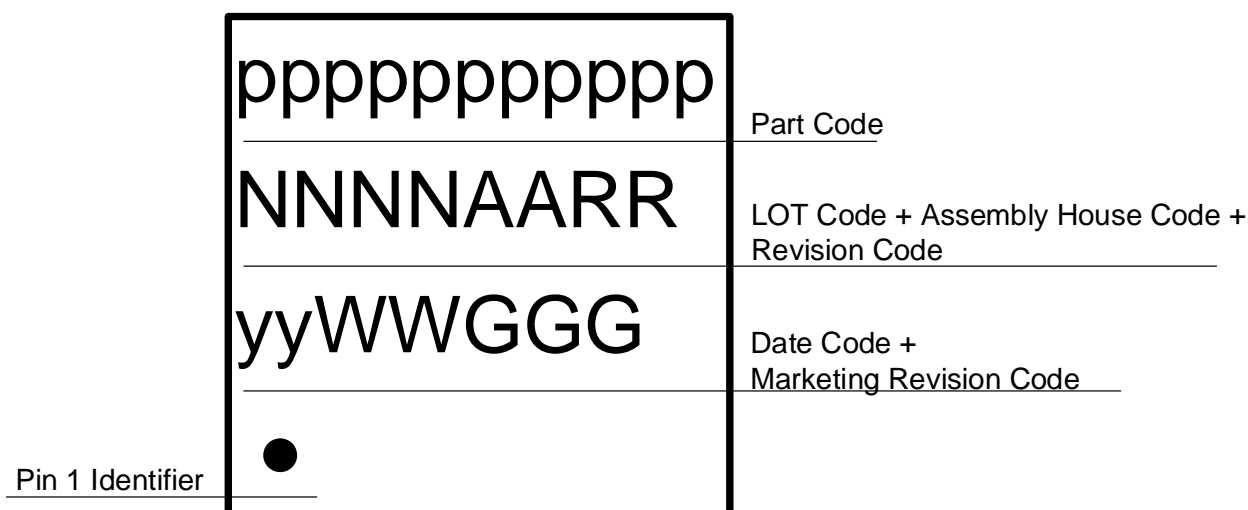 ppppppppppp
Part Code
NNNNAARR
LOT Code + Assembly House Code +
Revision Code
yyWWGGG
Date Code +
Marketing Revision Code
Pin 1 Identifier